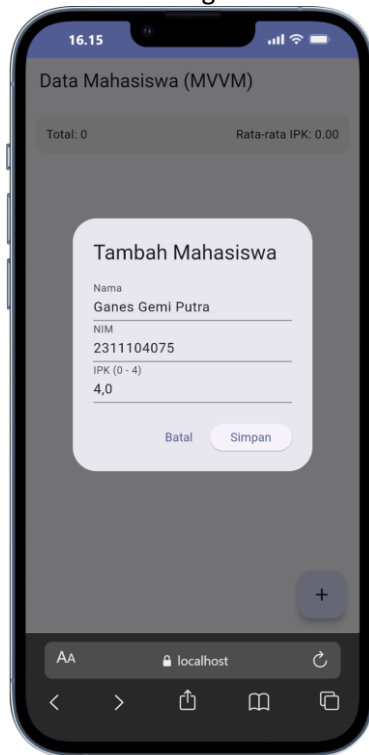 16.15
Data Mahasiswa (MVVM)
Total: 0 Rata-rata IPK: 0.00
Tambah Mahasiswa
Nama
Ganes Gemi Putra
NIM
2311104075
IPK (0 - 4)
4,0
Batal Simpan
+
AA localhost